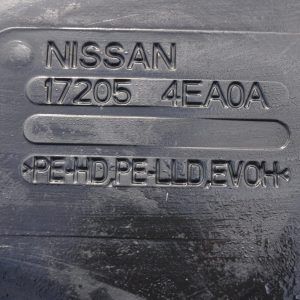 NISSAN
17205 4EA0A
>PE-HD,PE-LLD,EVOH<